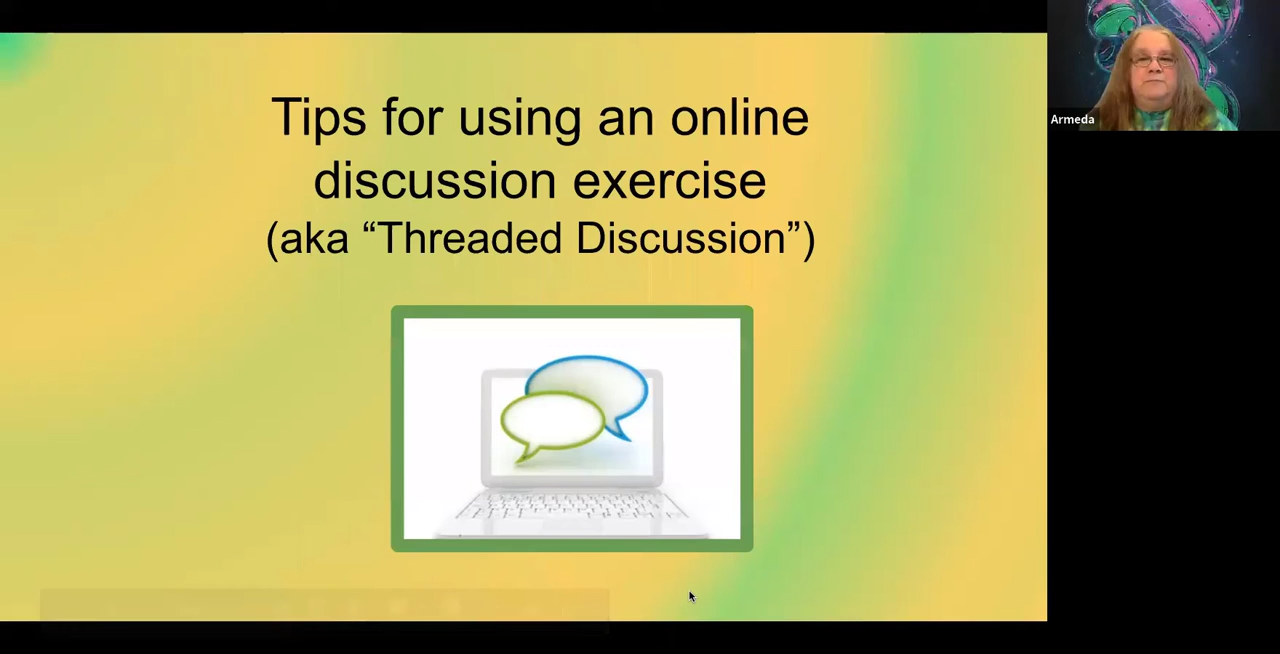 Tips for using an online
discussion exercise
(aka “Threaded Discussion”)
Armeda